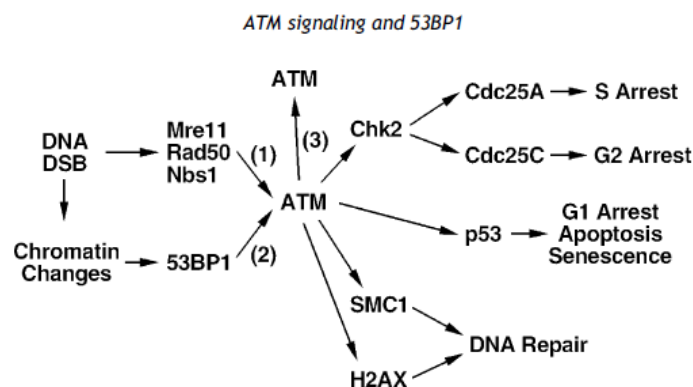 ATM signaling and 53BP1
ATM
Cdc25A
S Arrest
Mre11
Rad50
Nbs1
(1)
(3)
Chk2
DNA
DSB
Cdc25C
G2 Arrest
ATM
G1 Arrest
Apoptosis
Senescence
p53
Chromatin
Changes
53BP1
(2)
SMC1
DNA Repair
H2AX